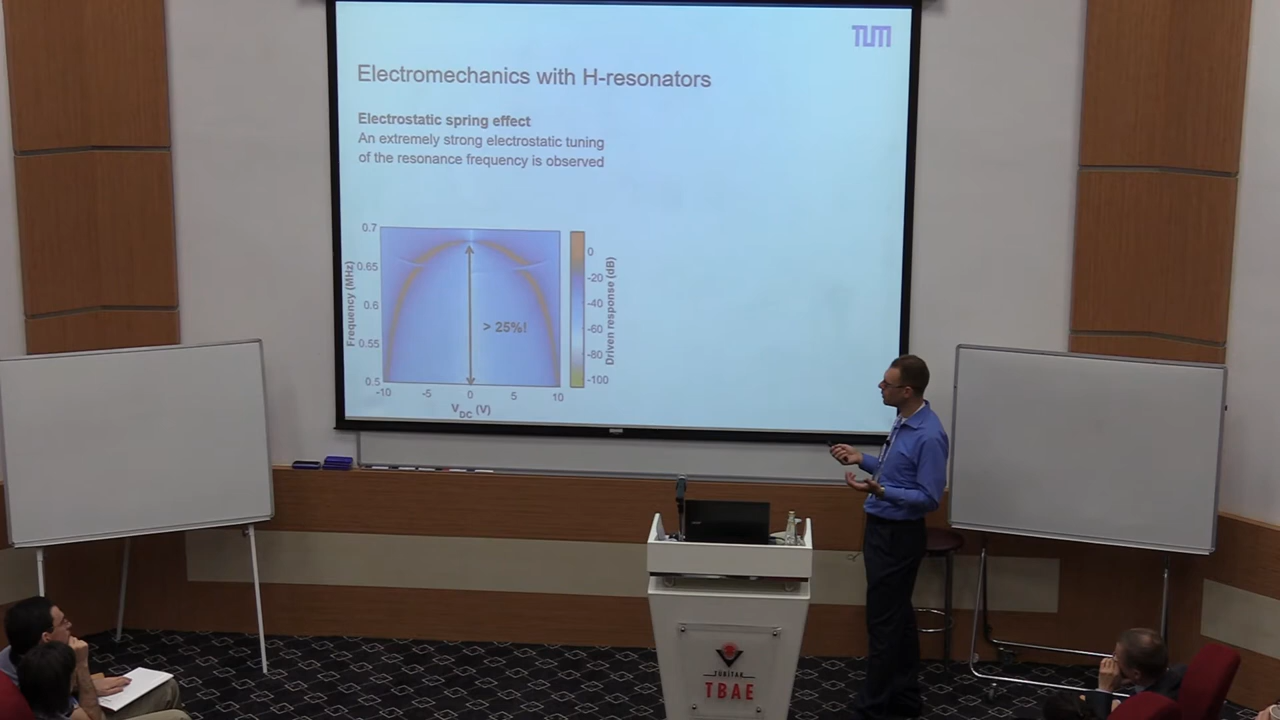 TUM
Electromechanics with H-resonators
Electrostatic spring effect
An extremely strong electrostatic tuning
of the resonance frequency is observed
0.7
0.65
0.6
0.55
0.5
Frequency (MHz)
> 25%!
-10
-5
0
5
10
VDC (V)
0
-20
-40
-60
-80
-100
Driven response (dB)
TÜBİTAK
TBAE